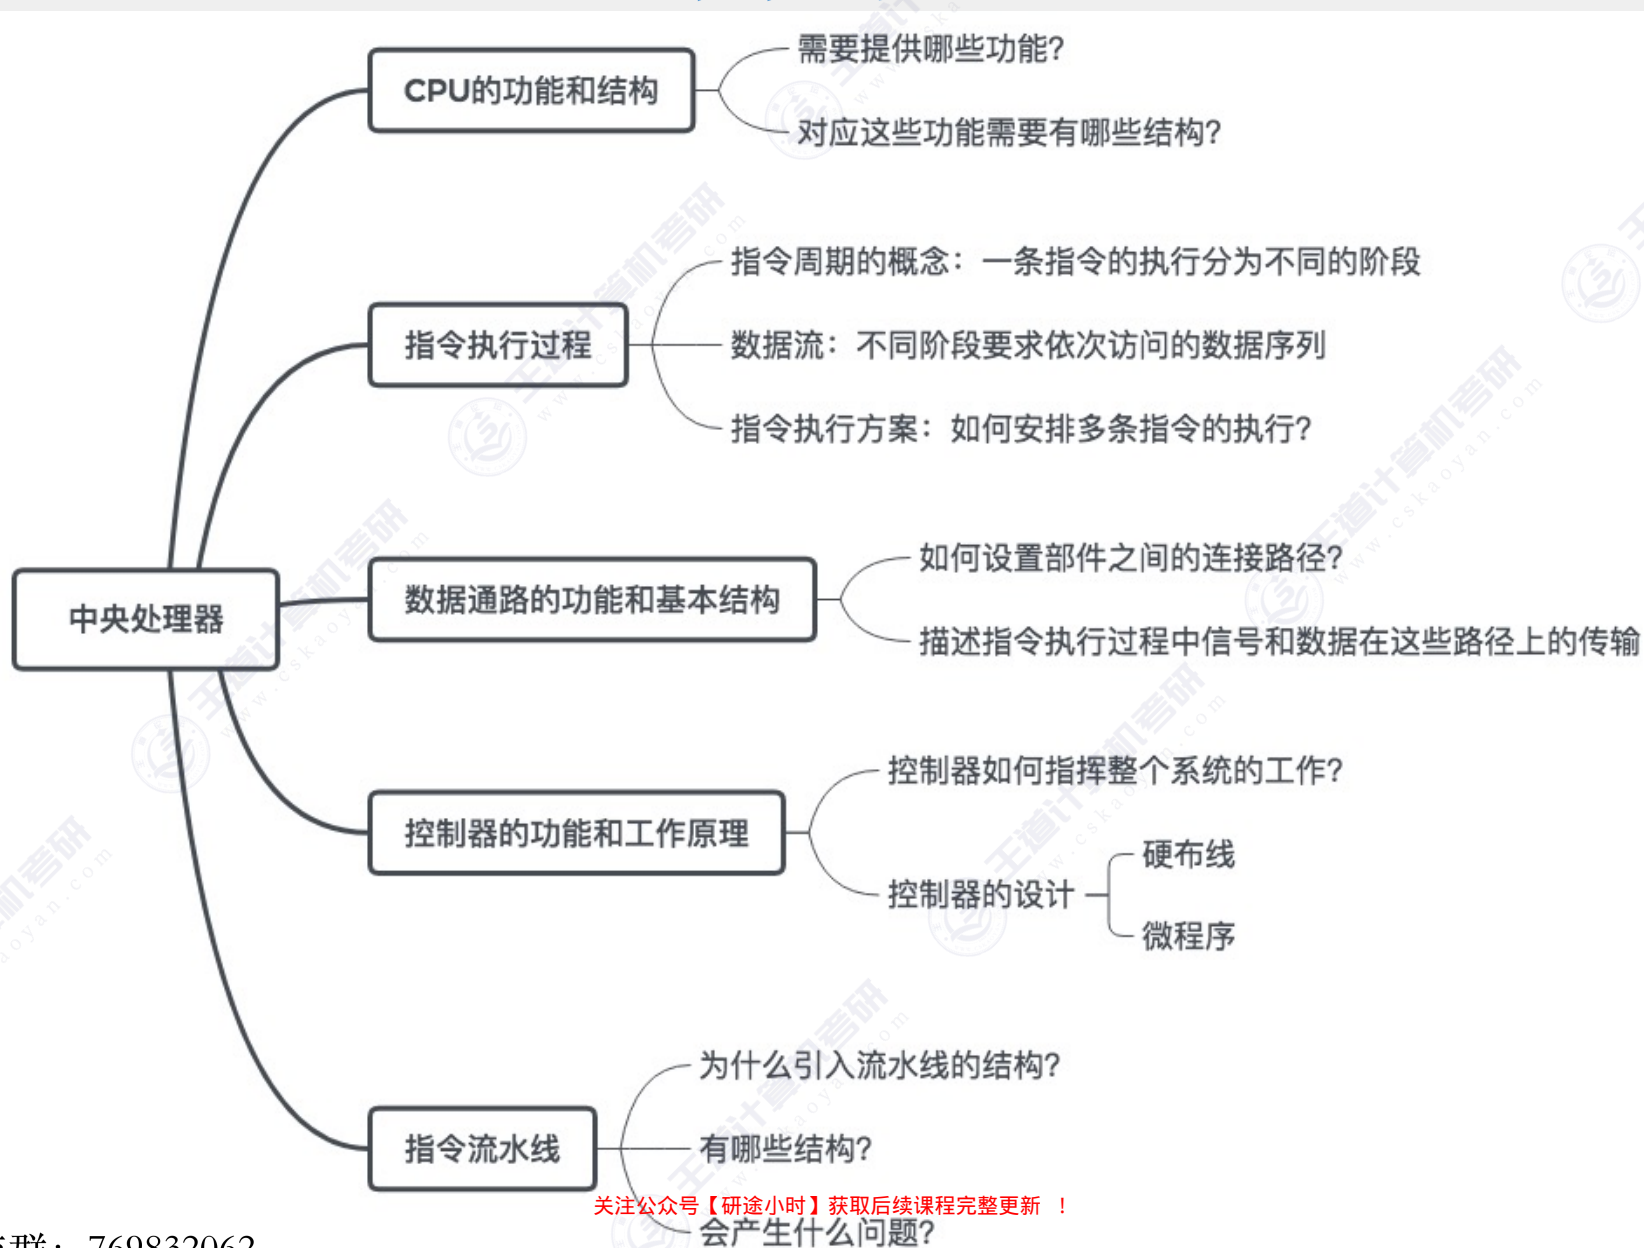 CPU的功能和结构
需要提供哪些功能?
对应这些功能需要有哪些结构?
指令执行过程
指令周期的概念：一条指令的执行分为不同的阶段
数据流：不同阶段要求依次访问的数据序列
指令执行方案：如何安排多条指令的执行?
中央处理器
数据通路的功能和基本结构
如何设置部件之间的连接路径?
描述指令执行过程中信号和数据在这些路径上的传输
控制器的功能和工作原理
控制器如何指挥整个系统的工作?
控制器的设计
硬布线
微程序
指令流水线
为什么引入流水线的结构?
有哪些结构?
会产生什么问题?
关注公众号【研途小时】获取后续课程完整更新 ！
群：769832062
王道计算机考研
www.cskaoyan.com